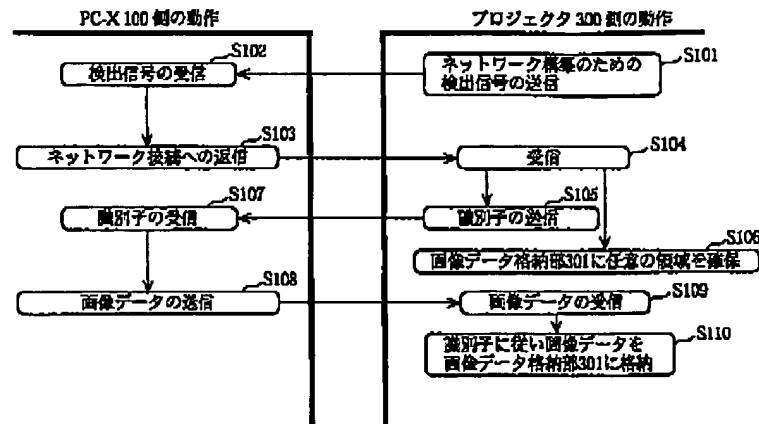 PC-X 100 側の動作
プロジェクタ 300 側の動作
S102
検出信号の受信
S101
ネットワーク構築のための
検出信号の送信
S103
ネットワーク接続への返信
S104
受信
S107
識別子の受信
S105
識別子の送信
S106
画像データ格納部301に任意の領域を確保
S108
画像データの送信
S109
画像データの受信
S110
識別子に従い画像データを
画像データ格納部301に格納